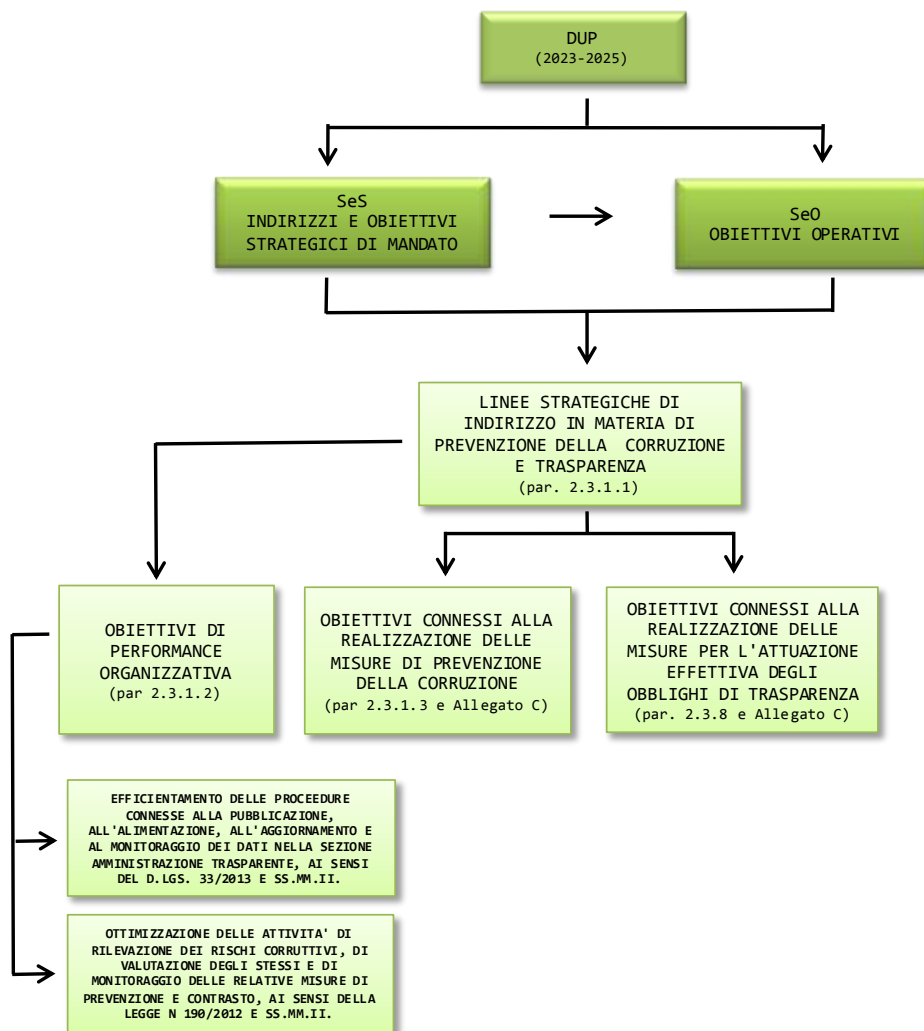 DUP
(2023-2025)
SeS
INDIRIZZI E OBIETTIVI
STRATEGICI DI MANDATO
SeO
OBIETTIVI OPERATIVI
LINEE STRATEGICHE DI
INDIRIZZO IN MATERIA DI
PREVENZIONE DELLA CORRUZIONE
E TRASPARENZA
(par. 2.3.1.1)
OBIETTIVI DI
PERFORMANCE
ORGANIZZATIVA
(par 2.3.1.2)
OBIETTIVI CONNESSI ALLA
REALIZZAZIONE DELLE
MISURE DI PREVENZIONE
DELLA CORRUZIONE
(par 2.3.1.3 e Allegato C)
OBIETTIVI CONNESSI ALLA
REALIZZAZIONE DELLE
MISURE PER L'ATTUAZIONE
EFFETTIVA DEGLI
OBBLIGHI DI TRASPARENZA
(par. 2.3.8 e Allegato C)
EFFICIENTAMENTO DELLE PROCEEDURE
CONNESSE ALLA PUBBLICAZIONE,
ALL'ALIMENTAZIONE, ALL'AGGIORNAMENTO E
AL MONITORAGGIO DEI DATI NELLA SEZIONE
AMMINISTRAZIONE TRASPARENTE, AI SENSI
DEL D.LGS. 33/2013 E SS.MM.II.
OTTIMIZZAZIONE DELLE ATTIVITA' DI
RILEVAZIONE DEI RISCHI CORRUTTIVI, DI
VALUTAZIONE DEGLI STESSI E DI
MONITORAGGIO DELLE RELATIVE MISURE DI
PREVENZIONE E CONTRASTO, AI SENSI DELLA
LEGGE N 190/2012 E SS.MM.II.